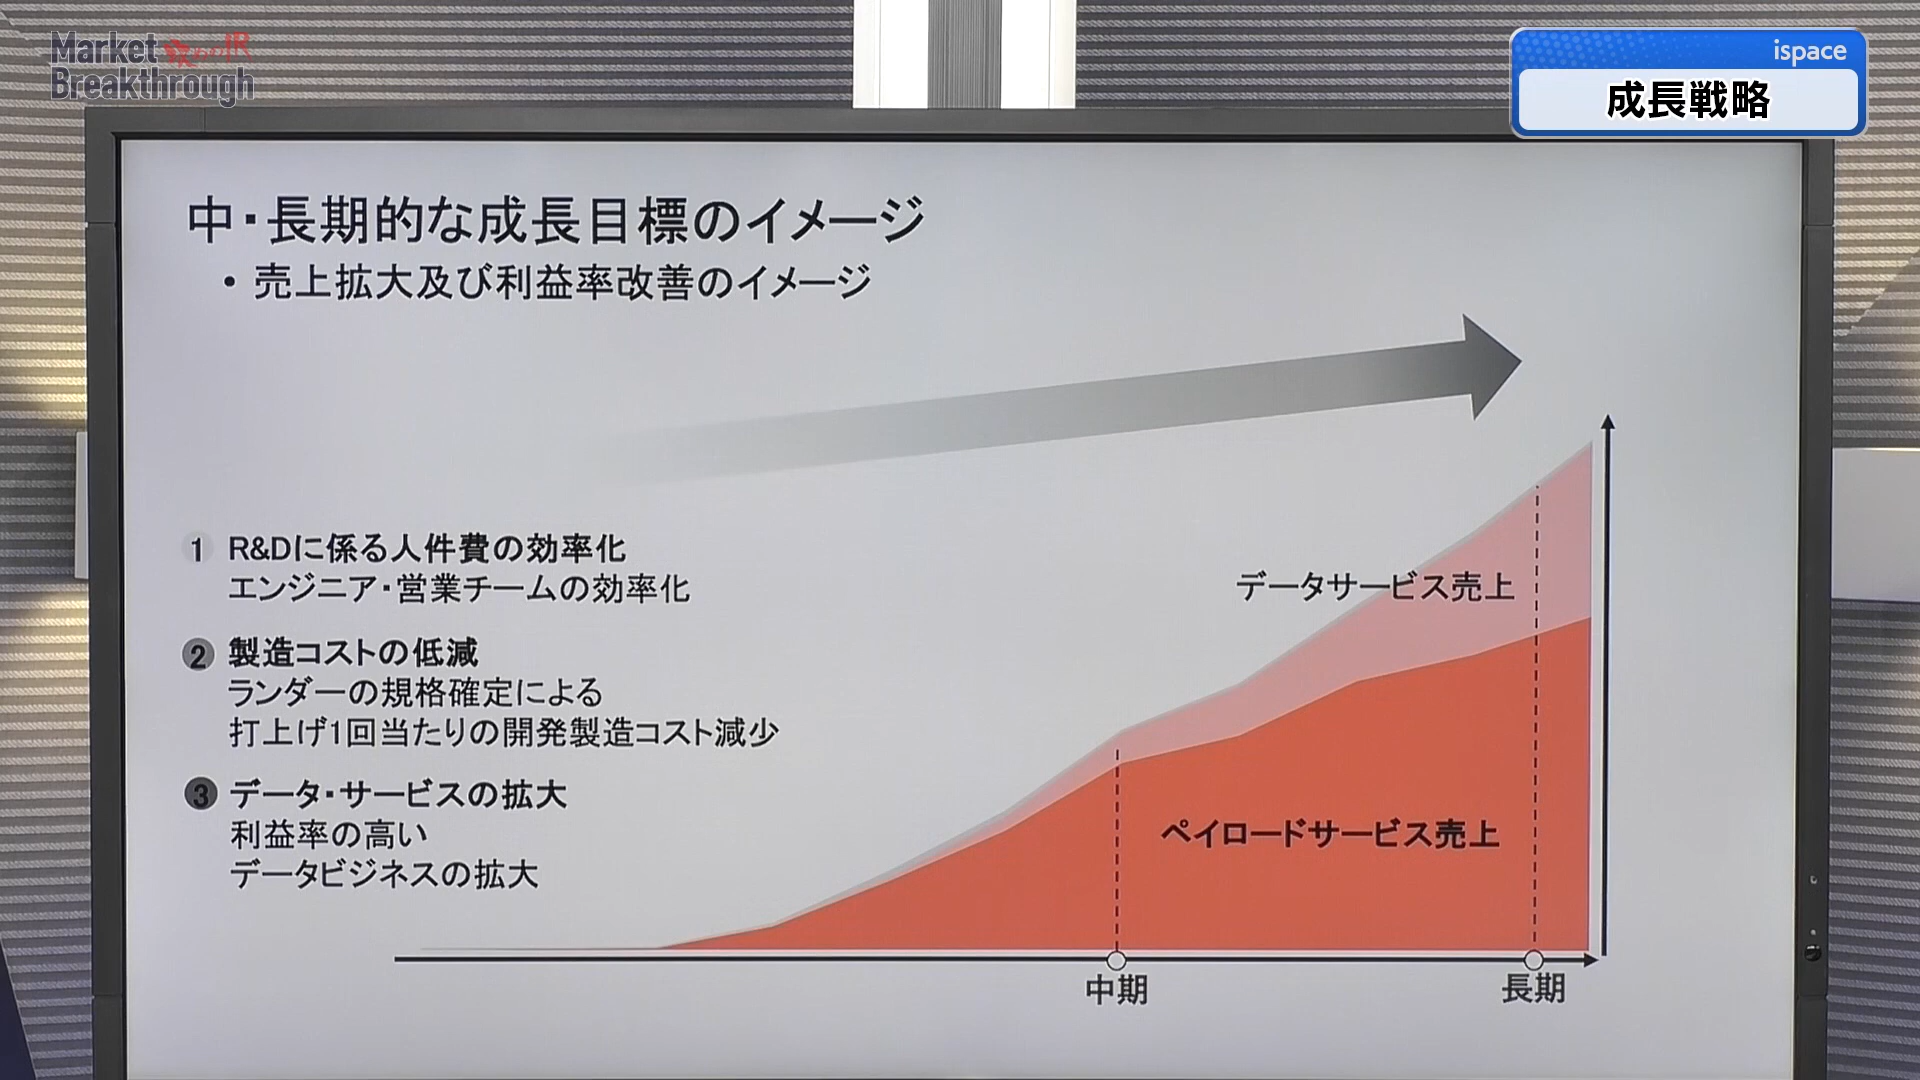 Market 攻めのIR
Breakthrough
ispace
成長戦略
中・長期的な成長目標のイメージ
• 売上拡大及び利益率改善のイメージ
1 R&Dに係る人件費の効率化
エンジニア・営業チームの効率化
2 製造コストの低減
ランダーの規格確定による
打上げ1回当たりの開発製造コスト減少
3 データ・サービスの拡大
利益率の高い
データビジネスの拡大
データサービス売上
ペイロードサービス売上
中期
長期